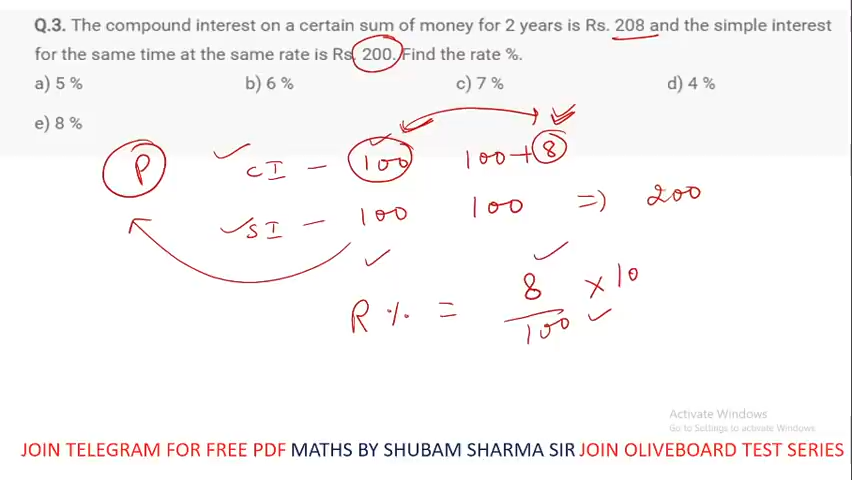 Q.3. The compound interest on a certain sum of money for 2 years is Rs. 208 and the simple interest
for the same time at the same rate is Rs. 200. Find the rate %.
a) 5 % b) 6 % c) 7 % d) 4 %
e) 8 %
P CI - 100 100 + 8
SI - 100 100 => 200
R % = 8/100 × 10
Activate Windows
Go to Settings to activate Windows.
JOIN TELEGRAM FOR FREE PDF MATHS BY SHUBAM SHARMA SIR JOIN OLIVEBOARD TEST SERIES